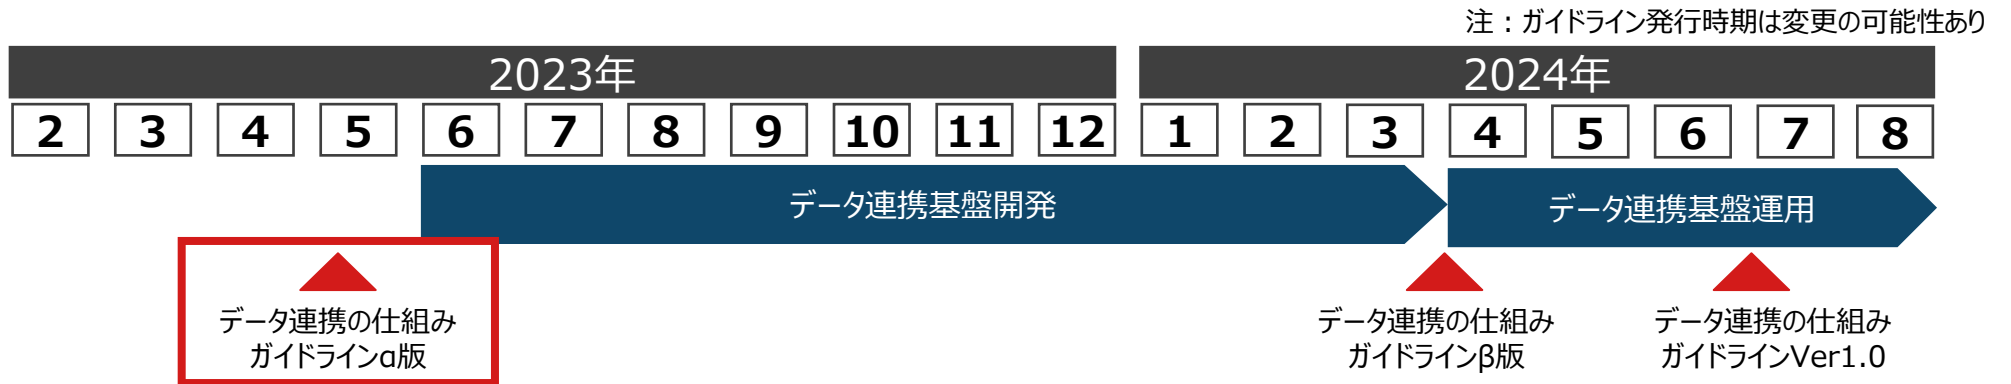 注：ガイドライン発行時期は変更の可能性あり
2023年
2024年
2 3 4 5 6 7 8 9 10 11 12 1 2 3 4 5 6 7 8
データ連携基盤開発
データ連携基盤運用
データ連携の仕組み
ガイドラインα版
データ連携の仕組み
ガイドラインβ版
データ連携の仕組み
ガイドラインVer1.0